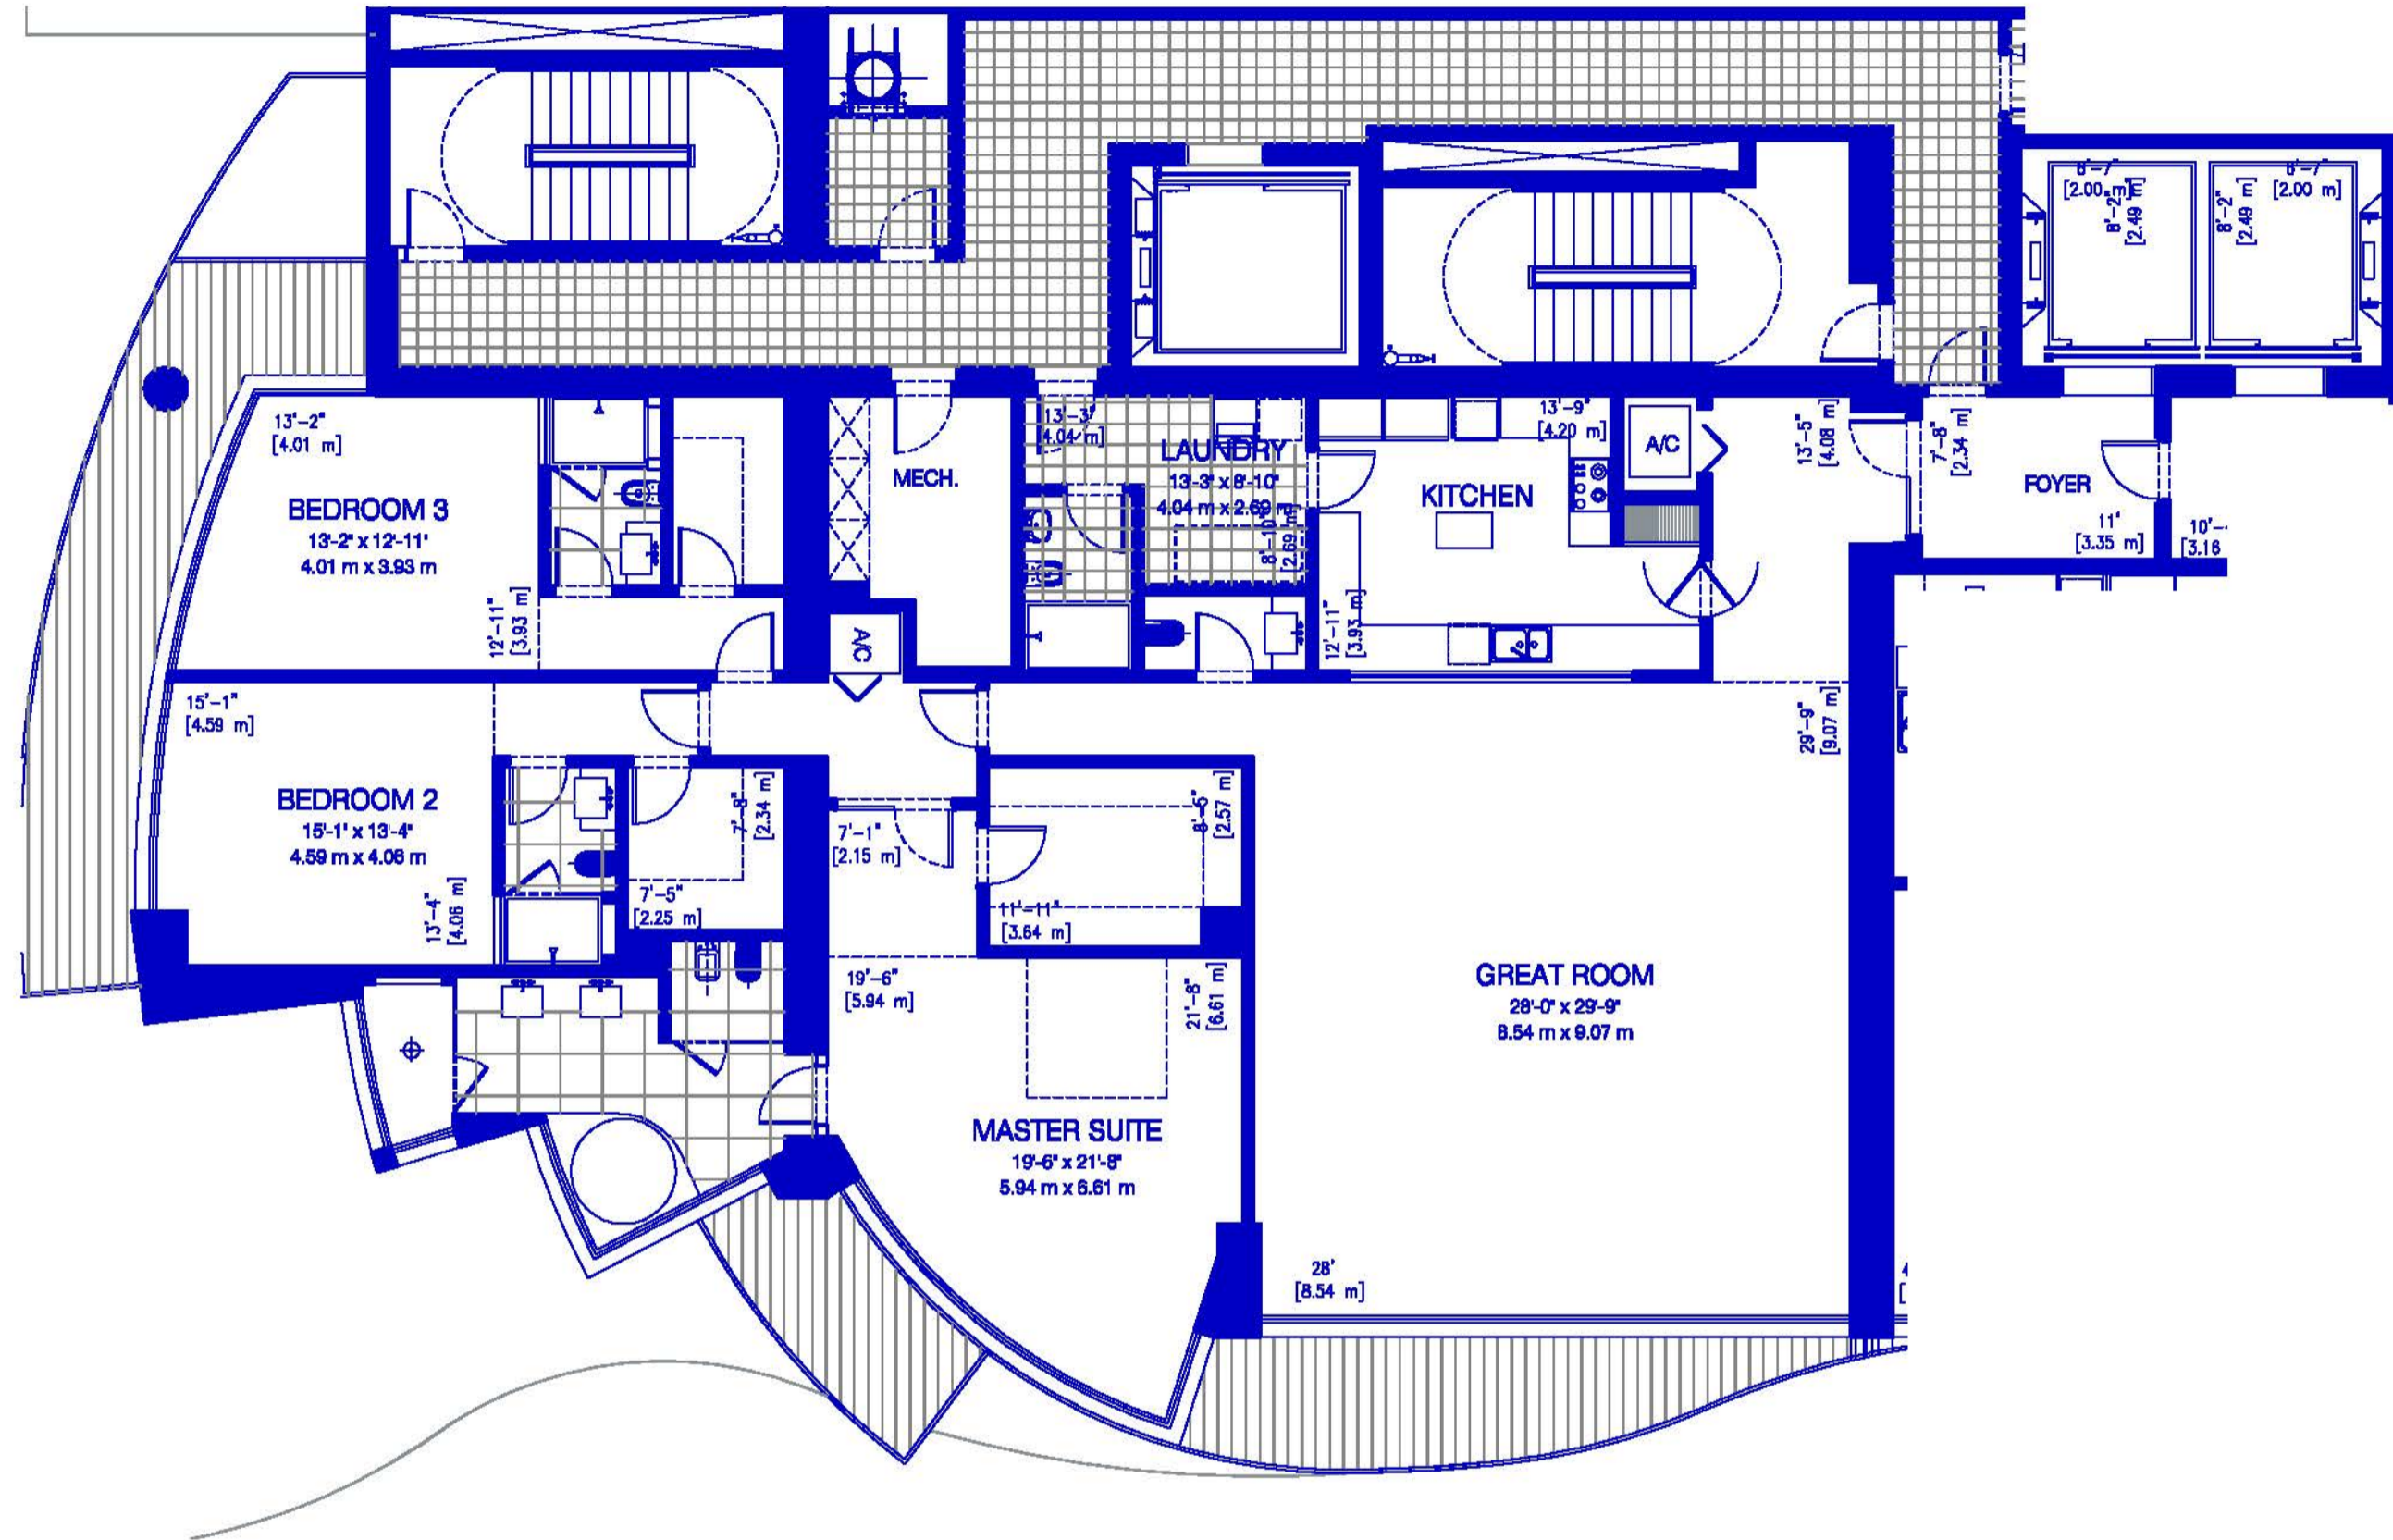 8'-7"
[2.00 m]
8'-2"
[2.49 m]
8'-2"
[2.49 m]
8'-7"
[2.00 m]
13'-2"
[4.01 m]
BEDROOM 3
13'-2" x 12'-11"
4.01 m x 3.93 m
12'-11"
[3.93 m]
MECH.
A/C
13'-3"
4.04 m]
LAUNDRY
13'-3" x 8'-10"
4.04 m x 2.69 m
8'-10"
[2.69 m]
13'-9"
[4.20 m]
KITCHEN
12'-11"
[3.93 m]
A/C
13'-5"
[4.08 m]
7'-8"
[2.34 m]
FOYER
11'
[3.35 m]
10'-
[3.16
15'-1"
[4.59 m]
BEDROOM 2
15'-1" x 13'-4"
4.59 m x 4.06 m
13'-4"
[4.06 m]
7'-8"
[2.34 m]
7'-5"
[2.25 m]
7'-1"
[2.15 m]
8'-5"
[2.57 m]
11'-11"
[3.64 m]
29'-9"
[9.07 m]
19'-6"
[5.94 m]
21'-8"
[6.61 m]
MASTER SUITE
19'-6" x 21'-8"
5.94 m x 6.61 m
GREAT ROOM
28'-0" x 29'-9"
8.54 m x 9.07 m
28'
[8.54 m]